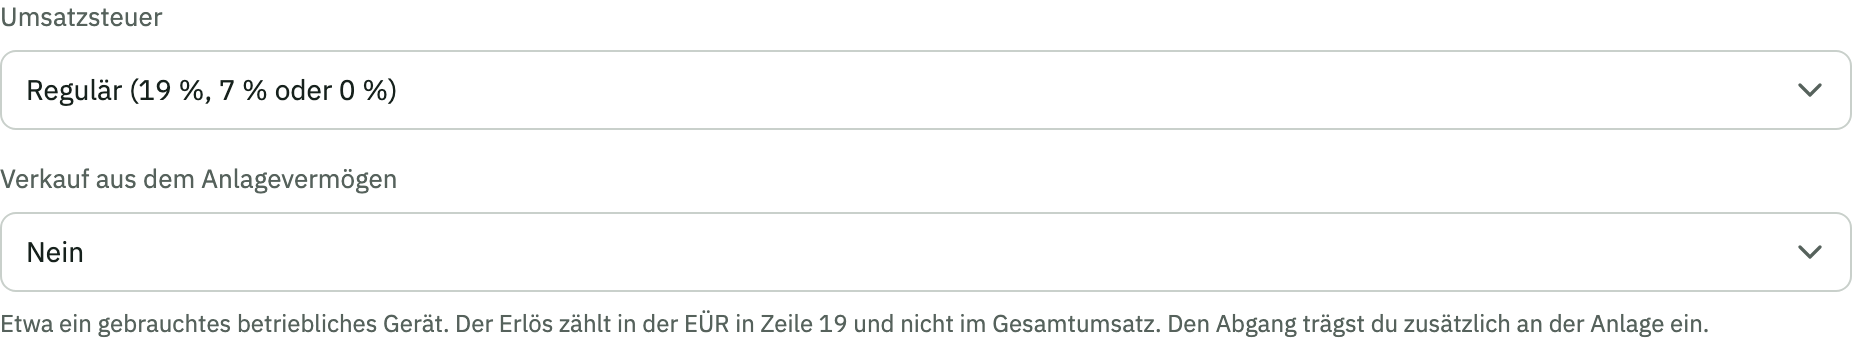 Umsatzsteuer
Regulär (19 %, 7 % oder 0 %)
Verkauf aus dem Anlagevermögen
Nein
Etwa ein gebrauchtes betriebliches Gerät. Der Erlös zählt in der EÜR in Zeile 19 und nicht im Gesamtumsatz. Den Abgang trägst du zusätzlich an der Anlage ein.